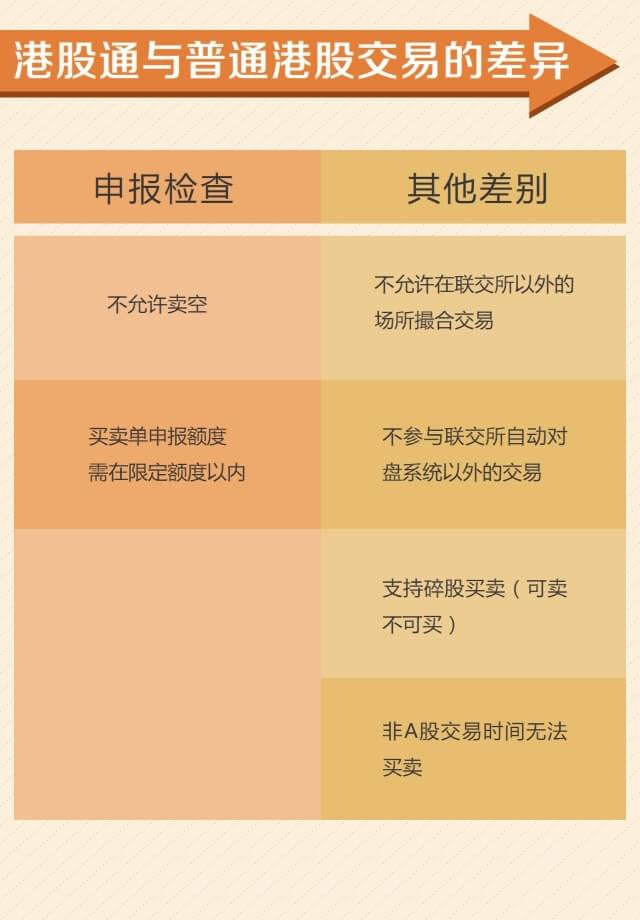 港股通与普通港股交易的差异
申报检查
其他差别
不允许卖空
不允许在联交所以外的
场所撮合交易
买卖单申报额度
需在限定额度以内
不参与联交所自动对
盘系统以外的交易
支持碎股买卖（可卖
不可买）
非A股交易时间无法
买卖